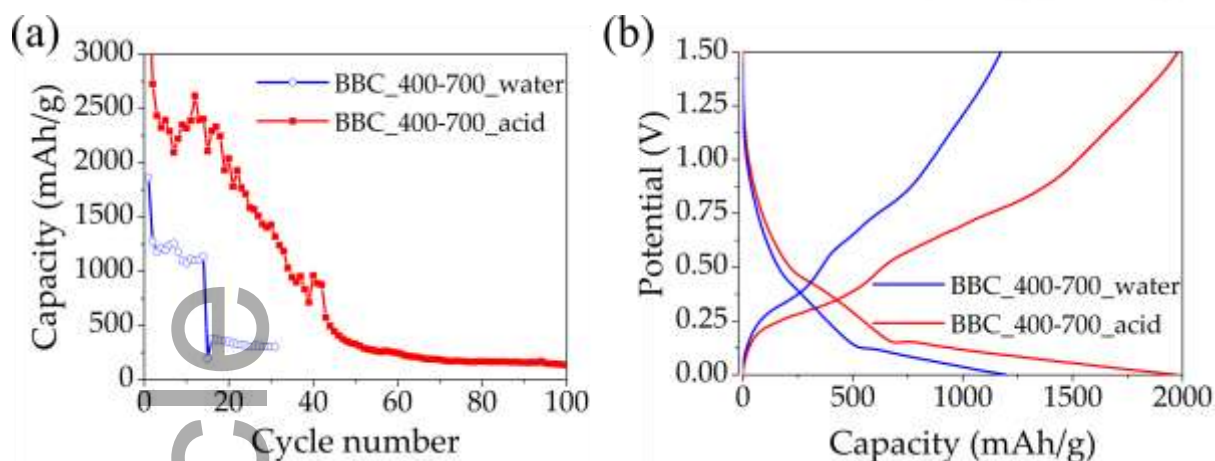 (a)
3000
2500
2000
1500
1000
500
0
Capacity (mAh/g)
BBC_400-700_water
BBC_400-700_acid
0 20 40 60 80 100
Cycle number
(b)
1.50
1.25
1.00
0.75
0.50
0.25
0.00
Potential (V)
BBC_400-700_water
BBC_400-700_acid
0 500 1000 1500 2000
Capacity (mAh/g)